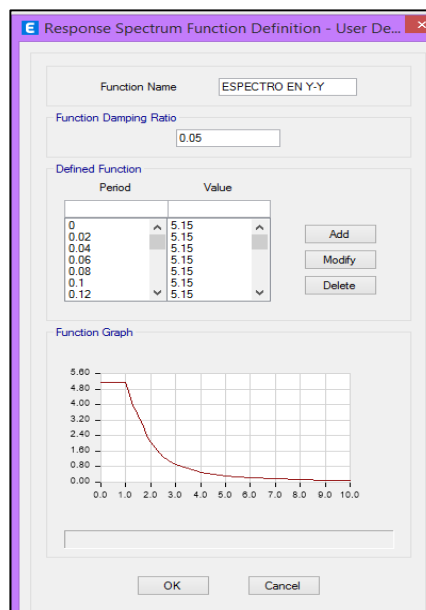 E Response Spectrum Function Definition - User De...
Function Name ESPECTRO EN Y-Y
Function Damping Ratio
0.05
Defined Function
Period Value
0 5.15
0.02 5.15
0.04 5.15
0.06 5.15
0.08 5.15
0.1 5.15
0.12 5.15
Add
Modify
Delete
Function Graph
5.60
4.80
4.00
3.20
2.40
1.60
0.80
0.00
0.0 1.0 2.0 3.0 4.0 5.0 6.0 7.0 8.0 9.0 10.0
OK Cancel